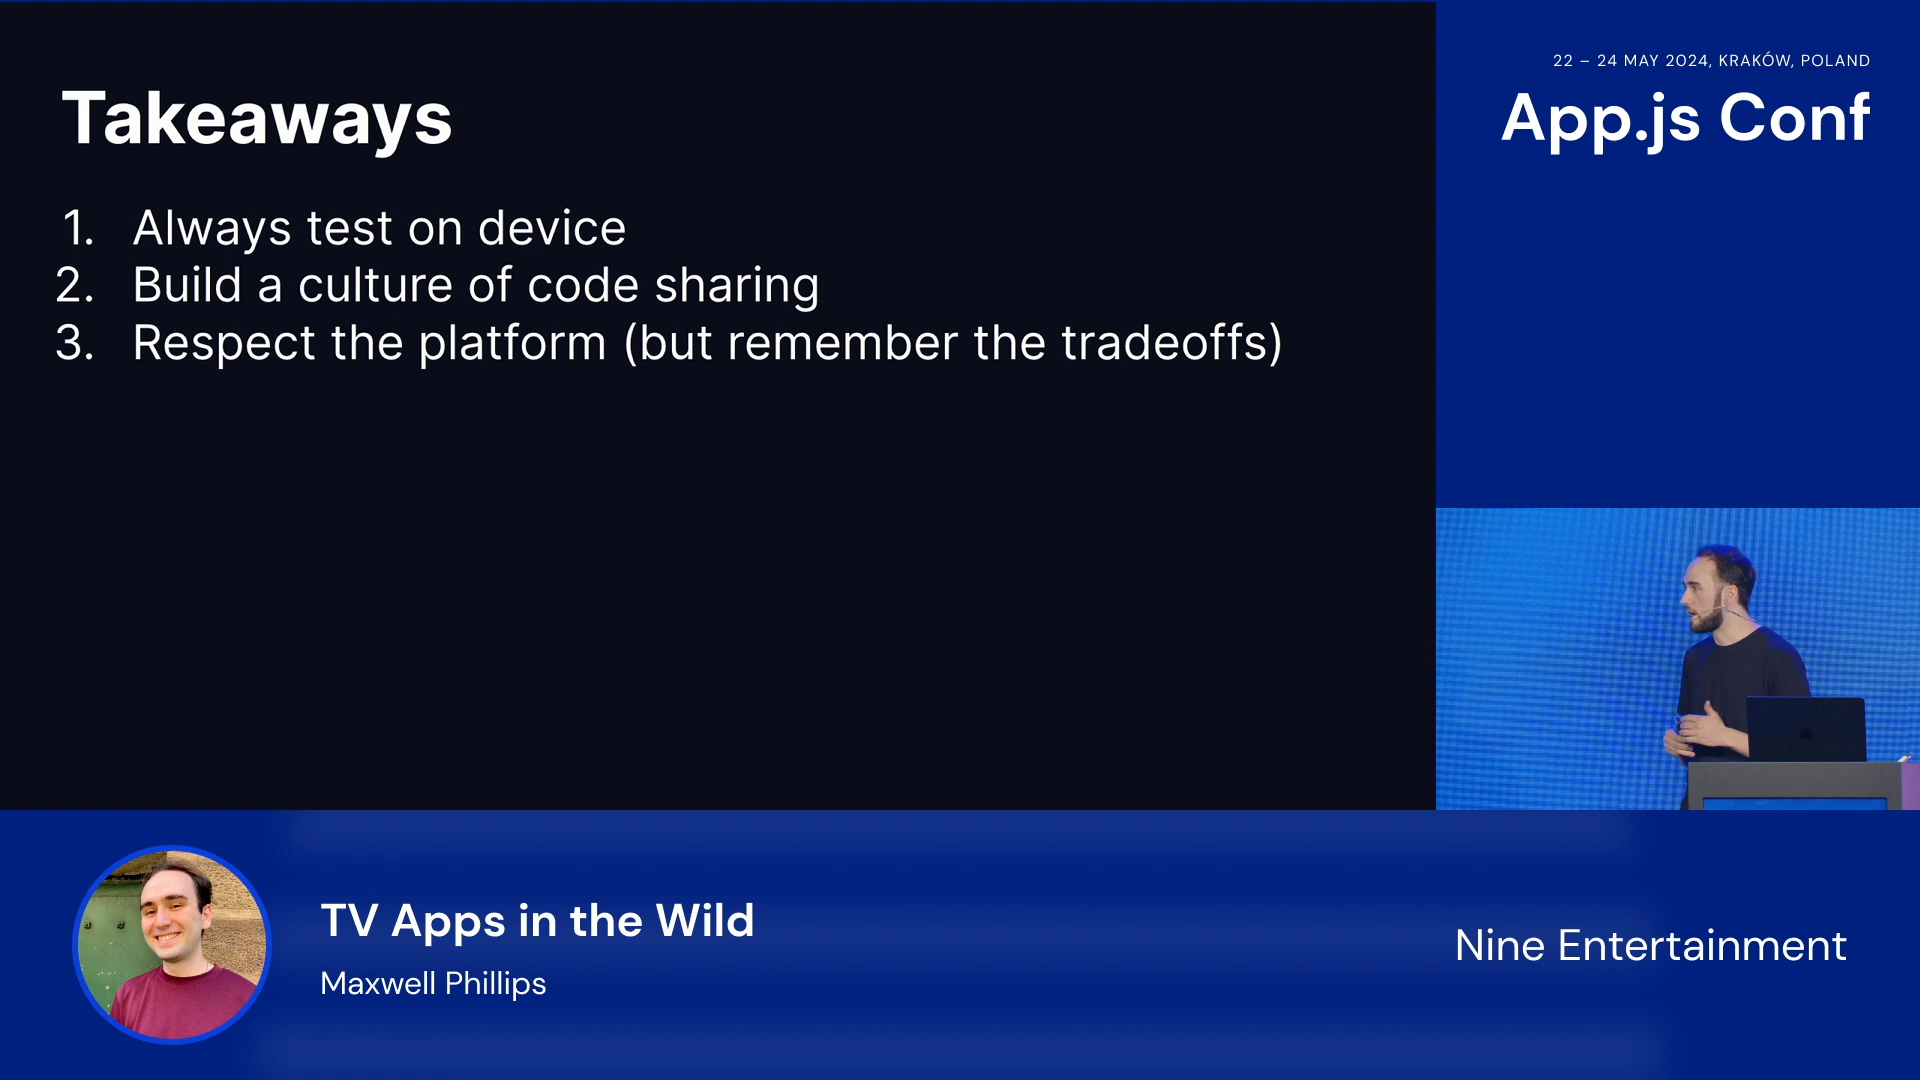 Takeaways
1. Always test on device
2. Build a culture of code sharing
3. Respect the platform (but remember the tradeoffs)
22 – 24 MAY 2024, KRAKÓW, POLAND
App.js Conf
TV Apps in the Wild
Maxwell Phillips
Nine Entertainment